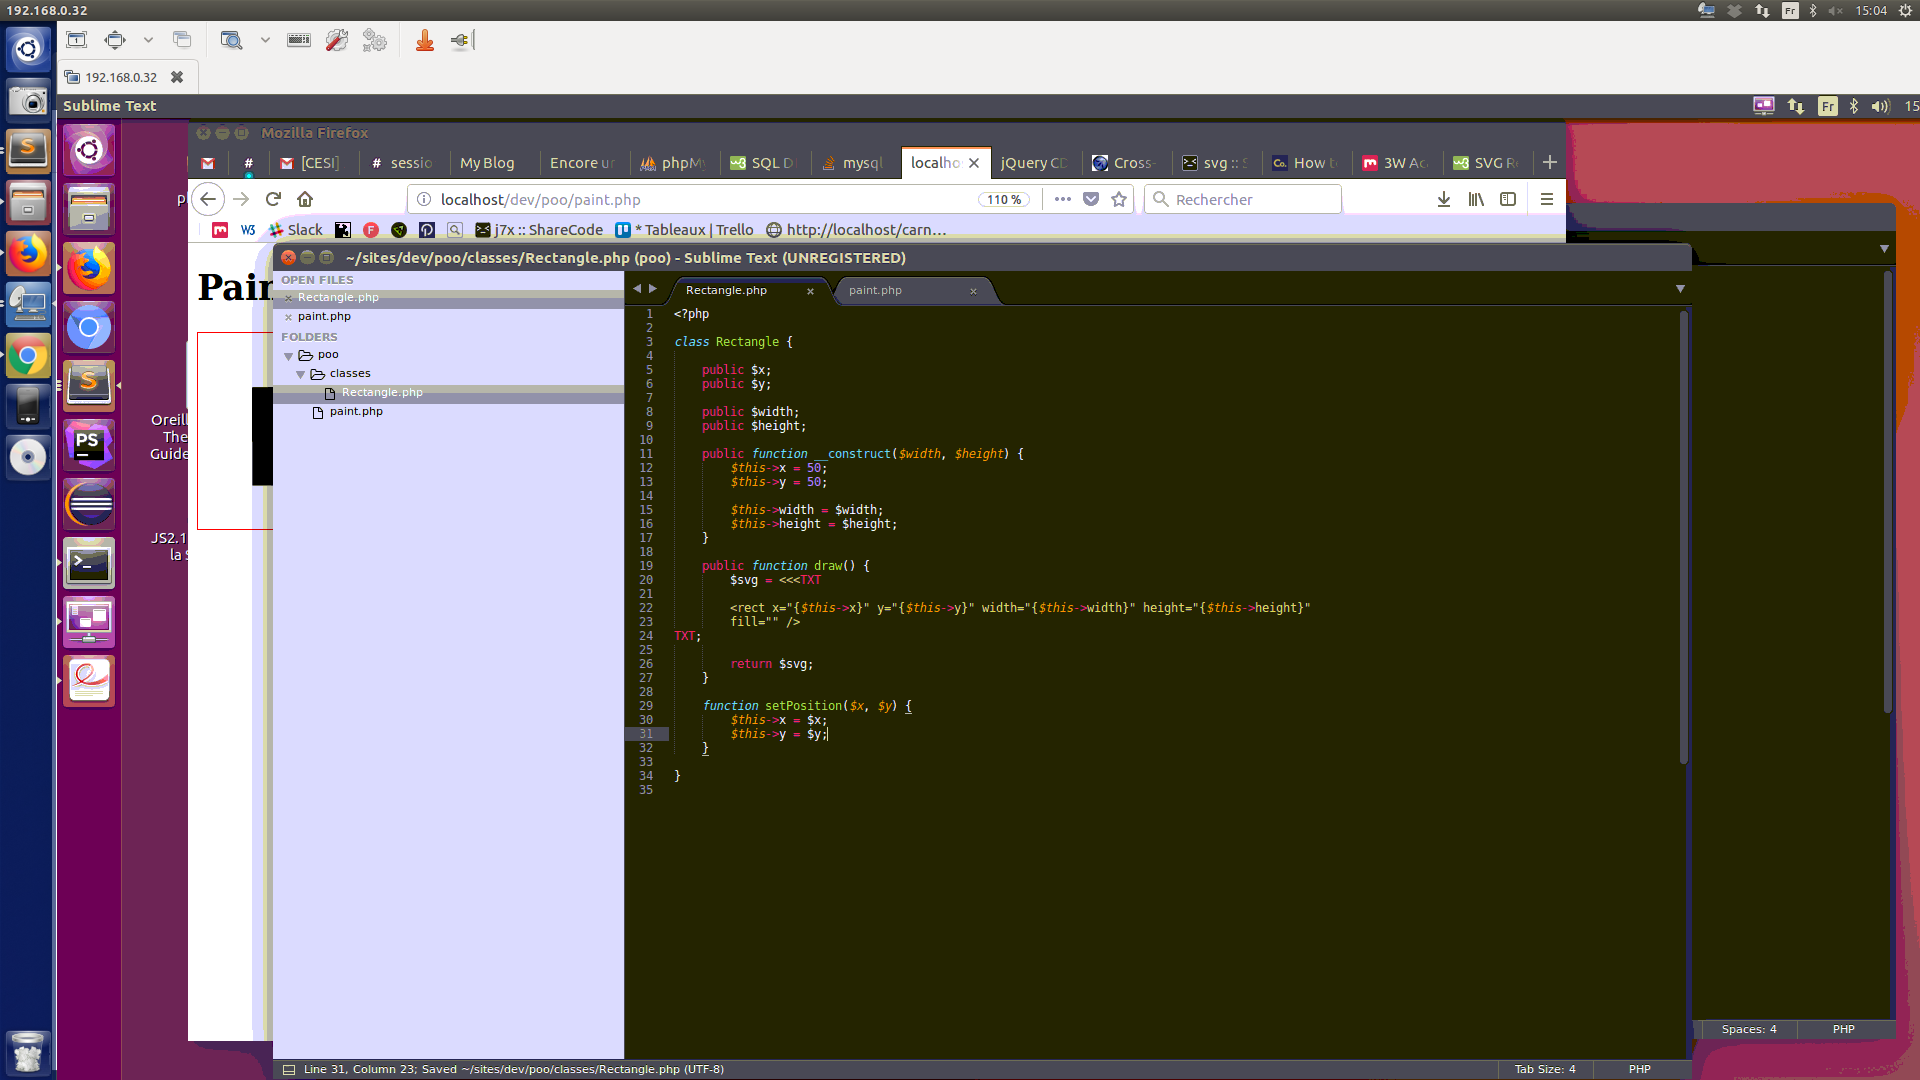 192.168.0.32
Fr
15:04
192.168.0.32
Sublime Text
Fr
15
Mozilla Firefox
# [CESI] # sessio My Blog Encore un phpMy SQL D mysql localho jQuery CD Cross- svg :: S How to 3W Ac SVG Re
localhost/dev/poo/paint.php
110 %
Rechercher
W3 Slack j7x :: ShareCode * Tableaux | Trello http://localhost/carn...
Pain
Oreill
The
Guide
JS2.1
la S
~/sites/dev/poo/classes/Rectangle.php (poo) - Sublime Text (UNREGISTERED)
OPEN FILES
Rectangle.php
paint.php
FOLDERS
poo
classes
Rectangle.php
paint.php
Rectangle.php paint.php
1 <?php
2
3 class Rectangle {
4
5 public $x;
6 public $y;
7
8 public $width;
9 public $height;
10
11 public function __construct($width, $height) {
12 $this->x = 50;
13 $this->y = 50;
14
15 $this->width = $width;
16 $this->height = $height;
17 }
18
19 public function draw() {
20 $svg = <<<TXT
21
22 <rect x="{$this->x}" y="{$this->y}" width="{$this->width}" height="{$this->height}"
23 fill="" />
24 TXT;
25
26 return $svg;
27 }
28
29 function setPosition($x, $y) {
30 $this->x = $x;
31 $this->y = $y;
32 }
33
34 }
35
Spaces: 4 PHP
Line 31, Column 23; Saved ~/sites/dev/poo/classes/Rectangle.php (UTF-8)
Tab Size: 4 PHP
PS